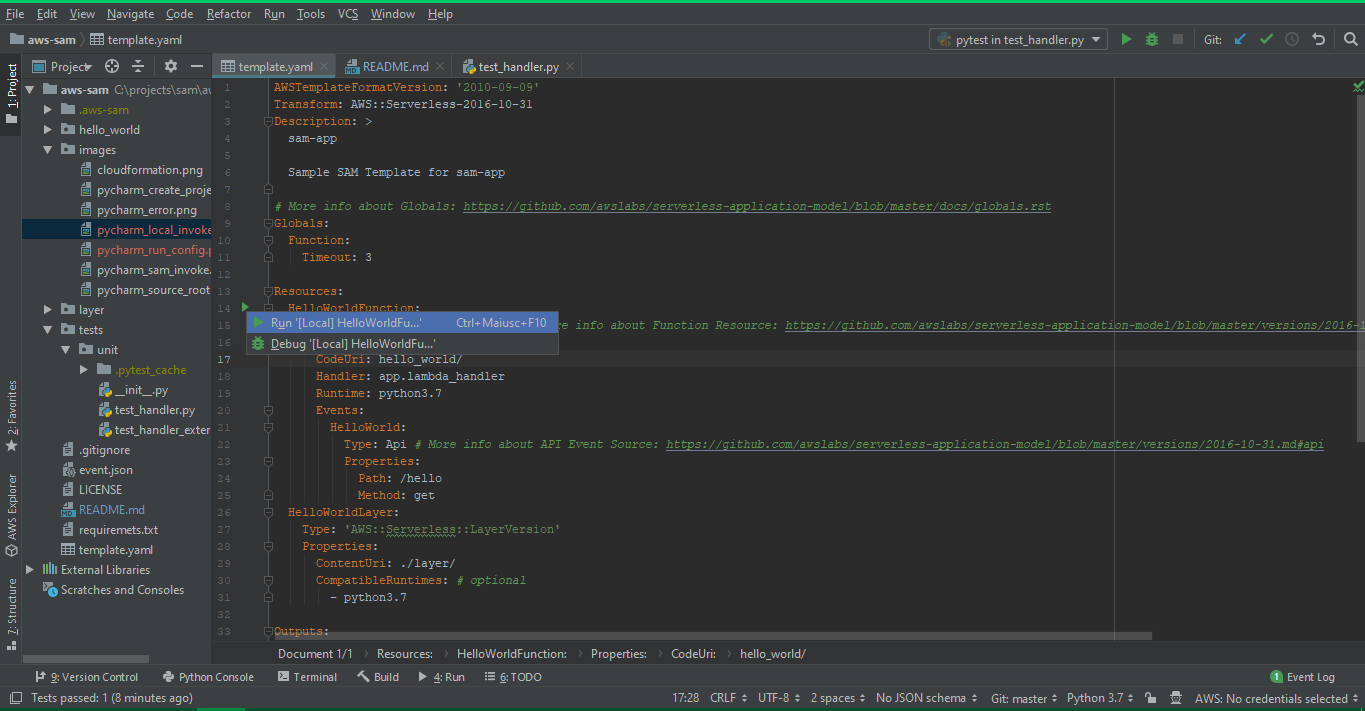 File Edit View Navigate Code Refactor Run Tools VCS Window Help
aws-sam template.yaml pytest in test_handler.py Git:
1: Project
Project template.yaml README.md test_handler.py
aws-sam C:\projects\sam\av
.aws-sam
hello_world
images
cloudformation.png
pycharm_create_proje
pycharm_error.png
pycharm_local_invoke
pycharm_run_config.p
pycharm_sam_invoke.
pycharm_source_root
layer
tests
unit
.pytest_cache
__init__.py
test_handler.py
test_handler_exter
.gitignore
event.json
LICENSE
README.md
requiremets.txt
template.yaml
External Libraries
Scratches and Consoles
2: Favorites
AWS Explorer
7: Structure
1 AWSTemplateFormatVersion: '2010-09-09'
2 Transform: AWS::Serverless-2016-10-31
3 Description: >
4 sam-app
5
6 Sample SAM Template for sam-app
7
8 # More info about Globals: https://github.com/awslabs/serverless-application-model/blob/master/docs/globals.rst
9 Globals:
10 Function:
11 Timeout: 3
12
13 Resources:
14 HelloWorldFunction:
15 re info about Function Resource: https://github.com/awslabs/serverless-application-model/blob/master/versions/2016-1
Run '[Local] HelloWorldFu...' Ctrl+Maiusc+F10
16
Debug '[Local] HelloWorldFu...'
17 CodeUri: hello_world/
18 Handler: app.lambda_handler
19 Runtime: python3.7
20 Events:
21 HelloWorld:
22 Type: Api # More info about API Event Source: https://github.com/awslabs/serverless-application-model/blob/master/versions/2016-10-31.md#api
23 Properties:
24 Path: /hello
25 Method: get
26 HelloWorldLayer:
27 Type: 'AWS::Serverless::LayerVersion'
28 Properties:
29 ContentUri: ./layer/
30 CompatibleRuntimes: # optional
31 - python3.7
32
33 Outputs:
Document 1/1 Resources: HelloWorldFunction: Properties: CodeUri: hello_world/
9: Version Control Python Console Terminal Build 4: Run 6: TODO 1 Event Log
Tests passed: 1 (8 minutes ago) 17:28 CRLF UTF-8 2 spaces No JSON schema Git: master Python 3.7 AWS: No credentials selected